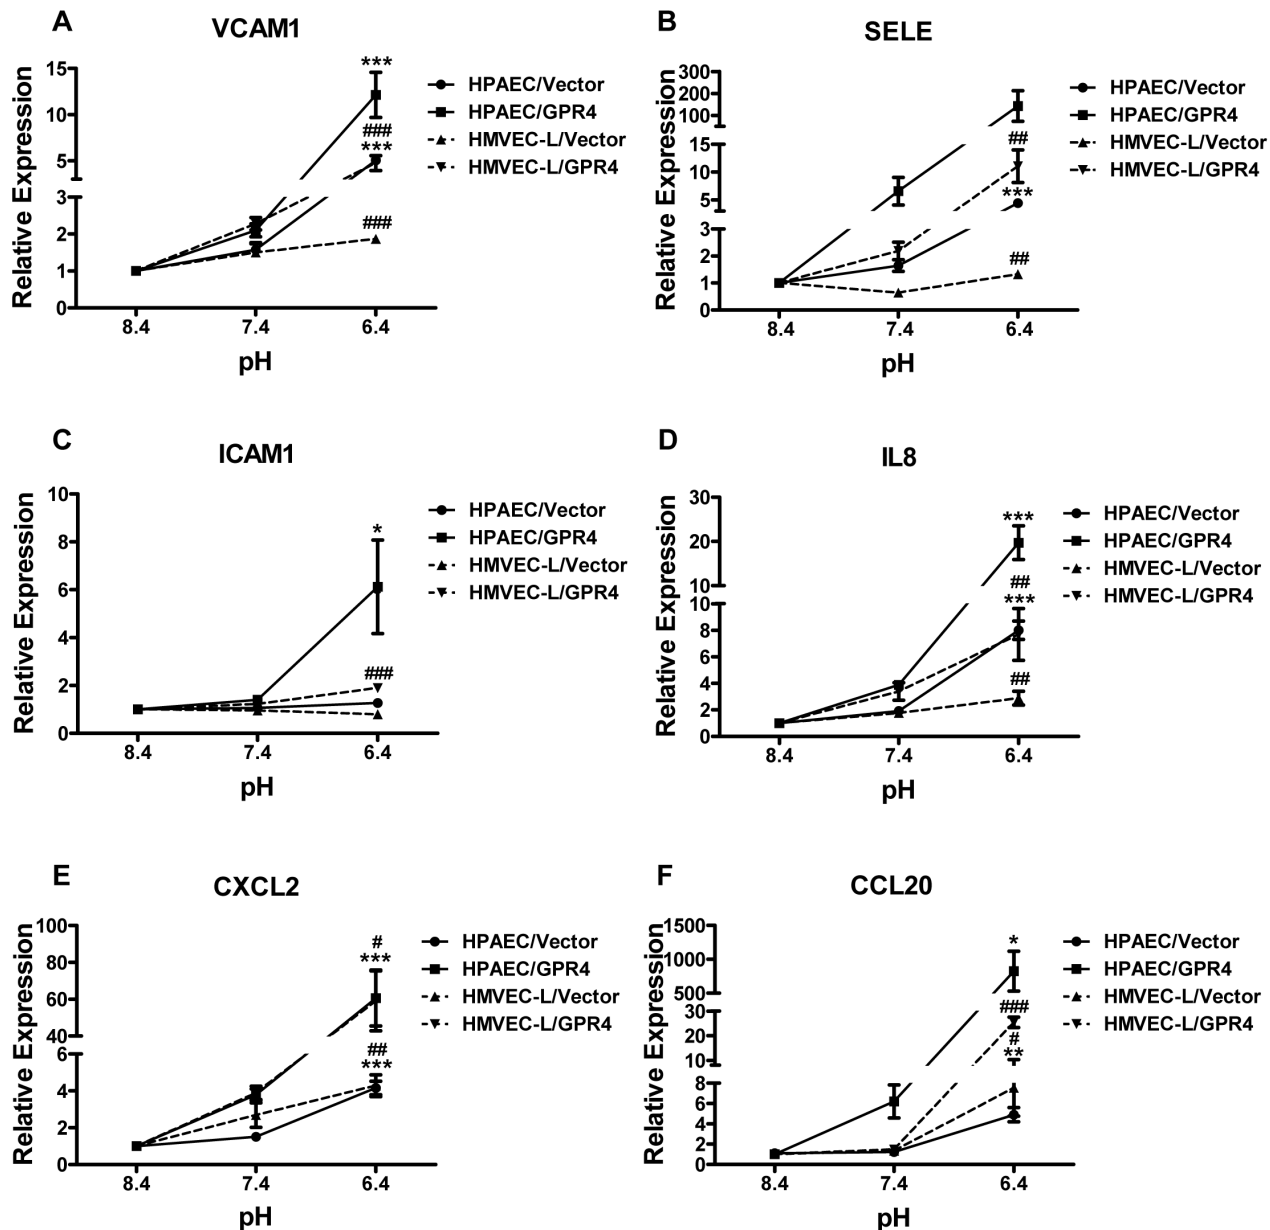 A
VCAM1
Relative Expression
15
10
5
3
2
1
0
***
###
***
###
8.4 7.4 6.4
pH
HPAEC/Vector
HPAEC/GPR4
HMVEC-L/Vector
HMVEC-L/GPR4
B
SELE
Relative Expression
300
200
100
15
10
5
3
2
1
0
##
***
##
8.4 7.4 6.4
pH
HPAEC/Vector
HPAEC/GPR4
HMVEC-L/Vector
HMVEC-L/GPR4
C
ICAM1
Relative Expression
10
8
6
4
2
0
*
###
8.4 7.4 6.4
pH
HPAEC/Vector
HPAEC/GPR4
HMVEC-L/Vector
HMVEC-L/GPR4
D
IL8
Relative Expression
30
20
10
10
8
6
4
2
0
***
##
***
##
8.4 7.4 6.4
pH
HPAEC/Vector
HPAEC/GPR4
HMVEC-L/Vector
HMVEC-L/GPR4
E
CXCL2
Relative Expression
100
80
60
40
6
4
2
0
#
***
##
***
8.4 7.4 6.4
pH
HPAEC/Vector
HPAEC/GPR4
HMVEC-L/Vector
HMVEC-L/GPR4
F
CCL20
Relative Expression
1500
1000
500
30
20
10
8
6
4
2
0
*
###
#
**
8.4 7.4 6.4
pH
HPAEC/Vector
HPAEC/GPR4
HMVEC-L/Vector
HMVEC-L/GPR4